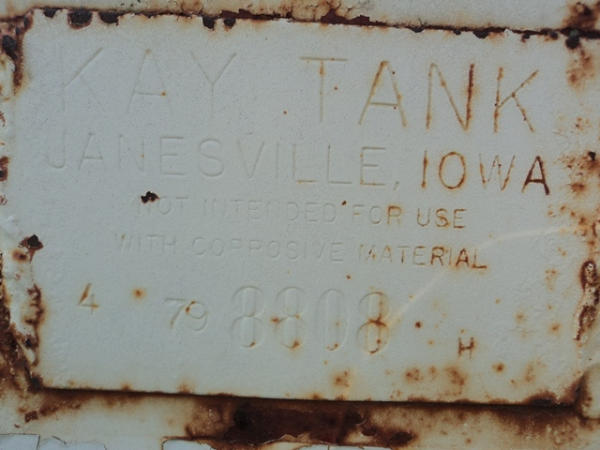 KAY TANK
JANESVILLE, IOWA
NOT INTENDED FOR USE
WITH CORROSIVE MATERIAL
4 79 8808 H